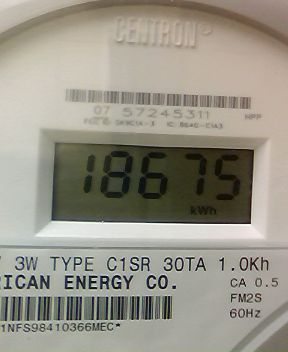 CENTRON®
07 57245311
18675
kWh
3W TYPE C1SR 30TA 1.0Kh
RICAN ENERGY CO.
CA 0.5
FM2S
60Hz
1NFS98410366MEC*